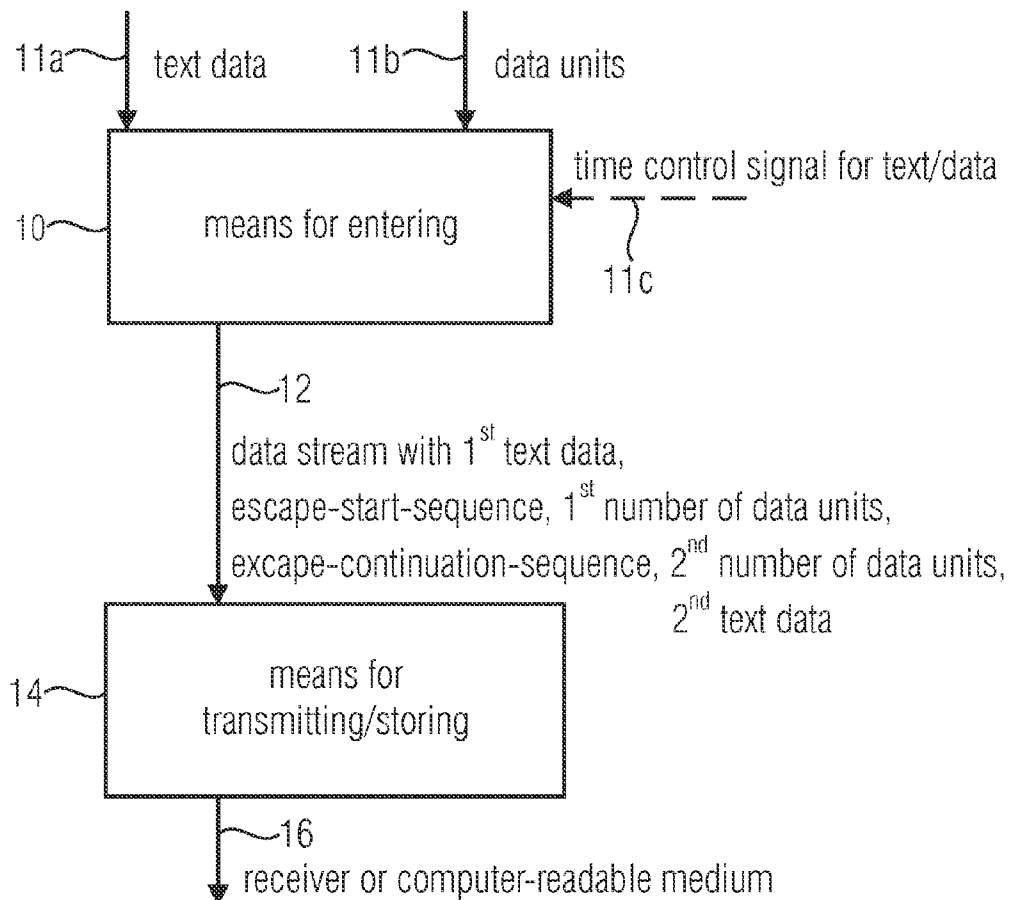 11a text data 11b data units
time control signal for text/data
10 means for entering
11c
12
data stream with 1st text data,
escape-start-sequence, 1st number of data units,
excape-continuation-sequence, 2nd number of data units,
2nd text data
14 means for
transmitting/storing
16
receiver or computer-readable medium